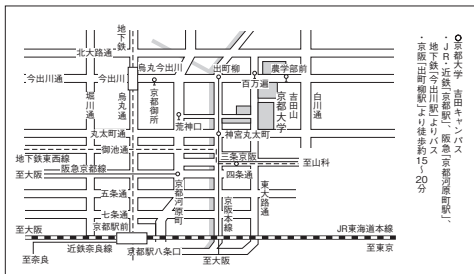 ○京都大学 吉田キャンパス
・JR・近鉄「京都駅」、阪急「京都河原町駅」、
地下鉄「今出川駅」よりバス
・京阪「出町柳駅」より徒歩約15〜20分
地下鉄
北大路通
烏丸今出川
出町柳
百万遍
農学部前
今出川通
今出川
堀川通
烏丸通
京都御所
荒神口
京都大学
吉田山
白川通
丸太町通
神宮丸太町
御池通
地下鉄東西線
三条京阪
至山科
阪急京都線
至大阪
四条通
五条通
京都河原町
京阪本線
東大路通
七条通
京都駅前
至大阪
JR東海道本線
近鉄奈良線
京都駅八条口
至東京
至奈良
至大阪